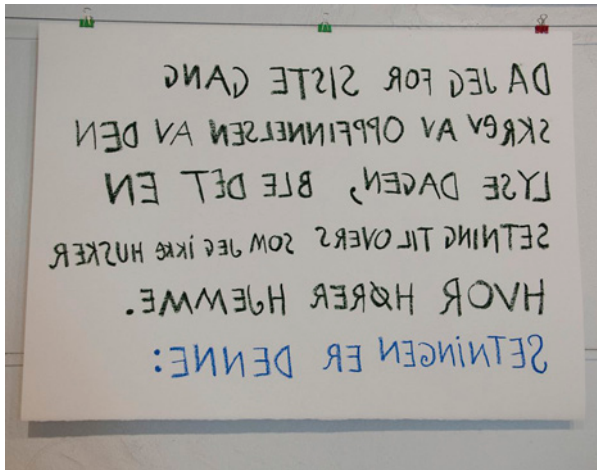 DA JEG FOR SISTE GANG
SKREV AV OPPFINNELSEN AV DEN
LYSE DAGEN, BLE DET EN
SETNING TIL OVERS SOM JEG IKKE HUSKER
HVOR HØRER HJEMME.
SETNINGEN ER DENNE: